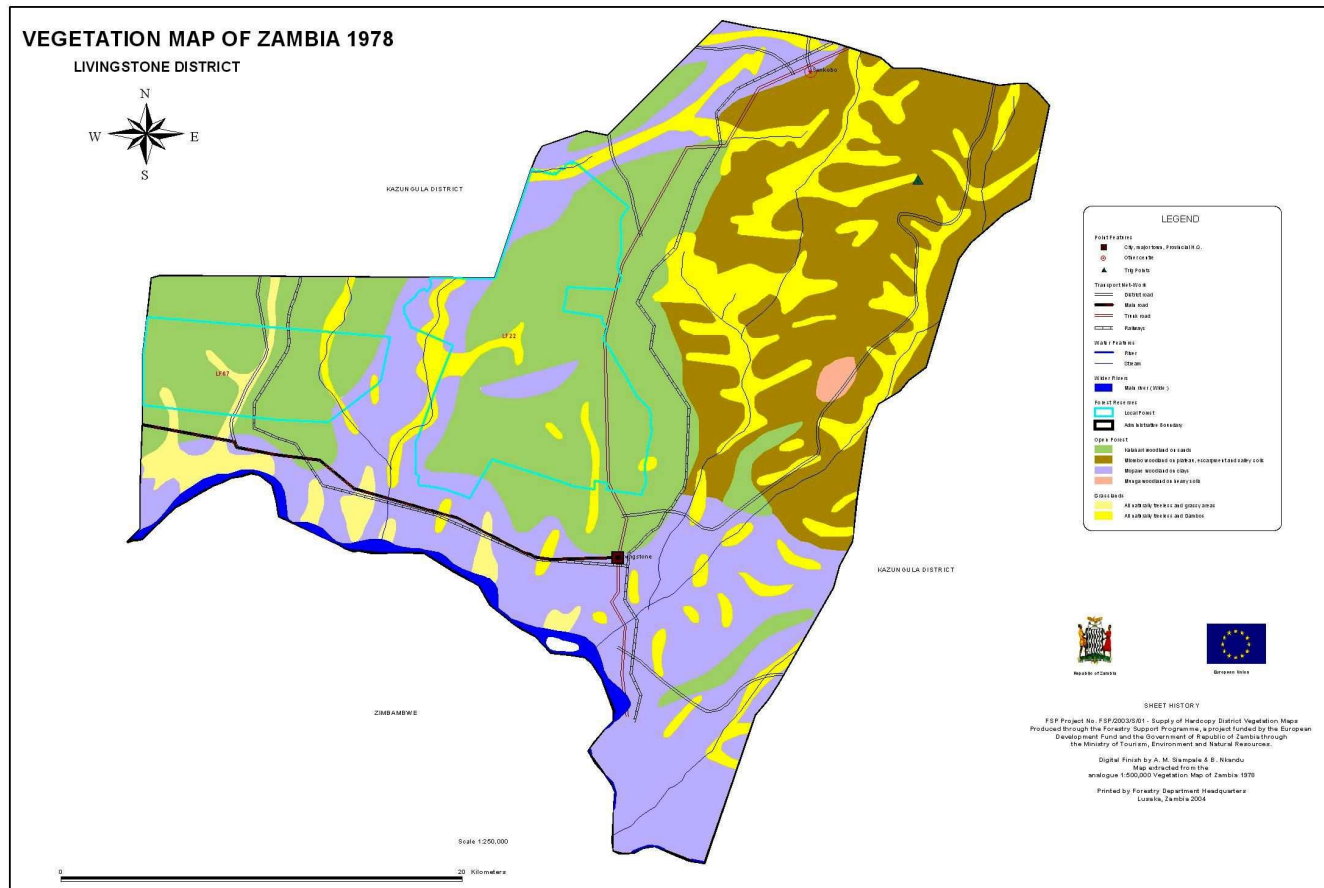 VEGETATION MAP OF ZAMBIA 1978
LIVINGSTONE DISTRICT
N
W E
S
KAZUNGULA DISTRICT
LF22
LF67
KAZUNGULA DISTRICT
ZIMBAMBWE
LEGEND
Point Features
City, major town, Provincial H.Q.
Other centre
Trig Points
Transport Net-Work
District road
Main road
Trunk road
Railways
Water Features
River
Stream
Wider Rivers
Main river (Wide)
Forest Reserves
Local Forest
Administrative Boundary
Open Forest
Kalahari woodland on sands
Miombo woodland on plateau, escarpment and valley soils
Mopane woodland on clays
Munga woodland on heavy soils
Grasslands
All naturally treeless and grassy areas
All naturally treeless and Dambos
Republic of Zambia
European Union
SHEET HISTORY
FSP Project No. FSP/2003/S/01 - Supply of Hardcopy District Vegetation Maps
Produced through the Forestry Support Programme, a project funded by the European
Development Fund and the Government of Republic of Zambia through
the Ministry of Tourism, Environment and Natural Resources.
Digital Finish by A. M. Siampale & B. Nkandu
Map extracted from the
analogue 1:500,000 Vegetation Map of Zambia 1978
Printed by Forestry Department Headquarters
Lusaka, Zambia 2004
Scale 1:250,000
0 20 Kilometers